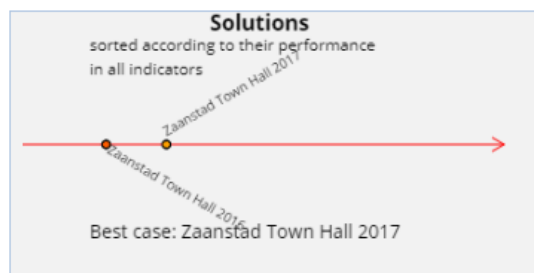 Solutions
sorted according to their performance
in all indicators
Zaanstad Town Hall 2017
Zaanstad Town Hall 2016
Best case: Zaanstad Town Hall 2017